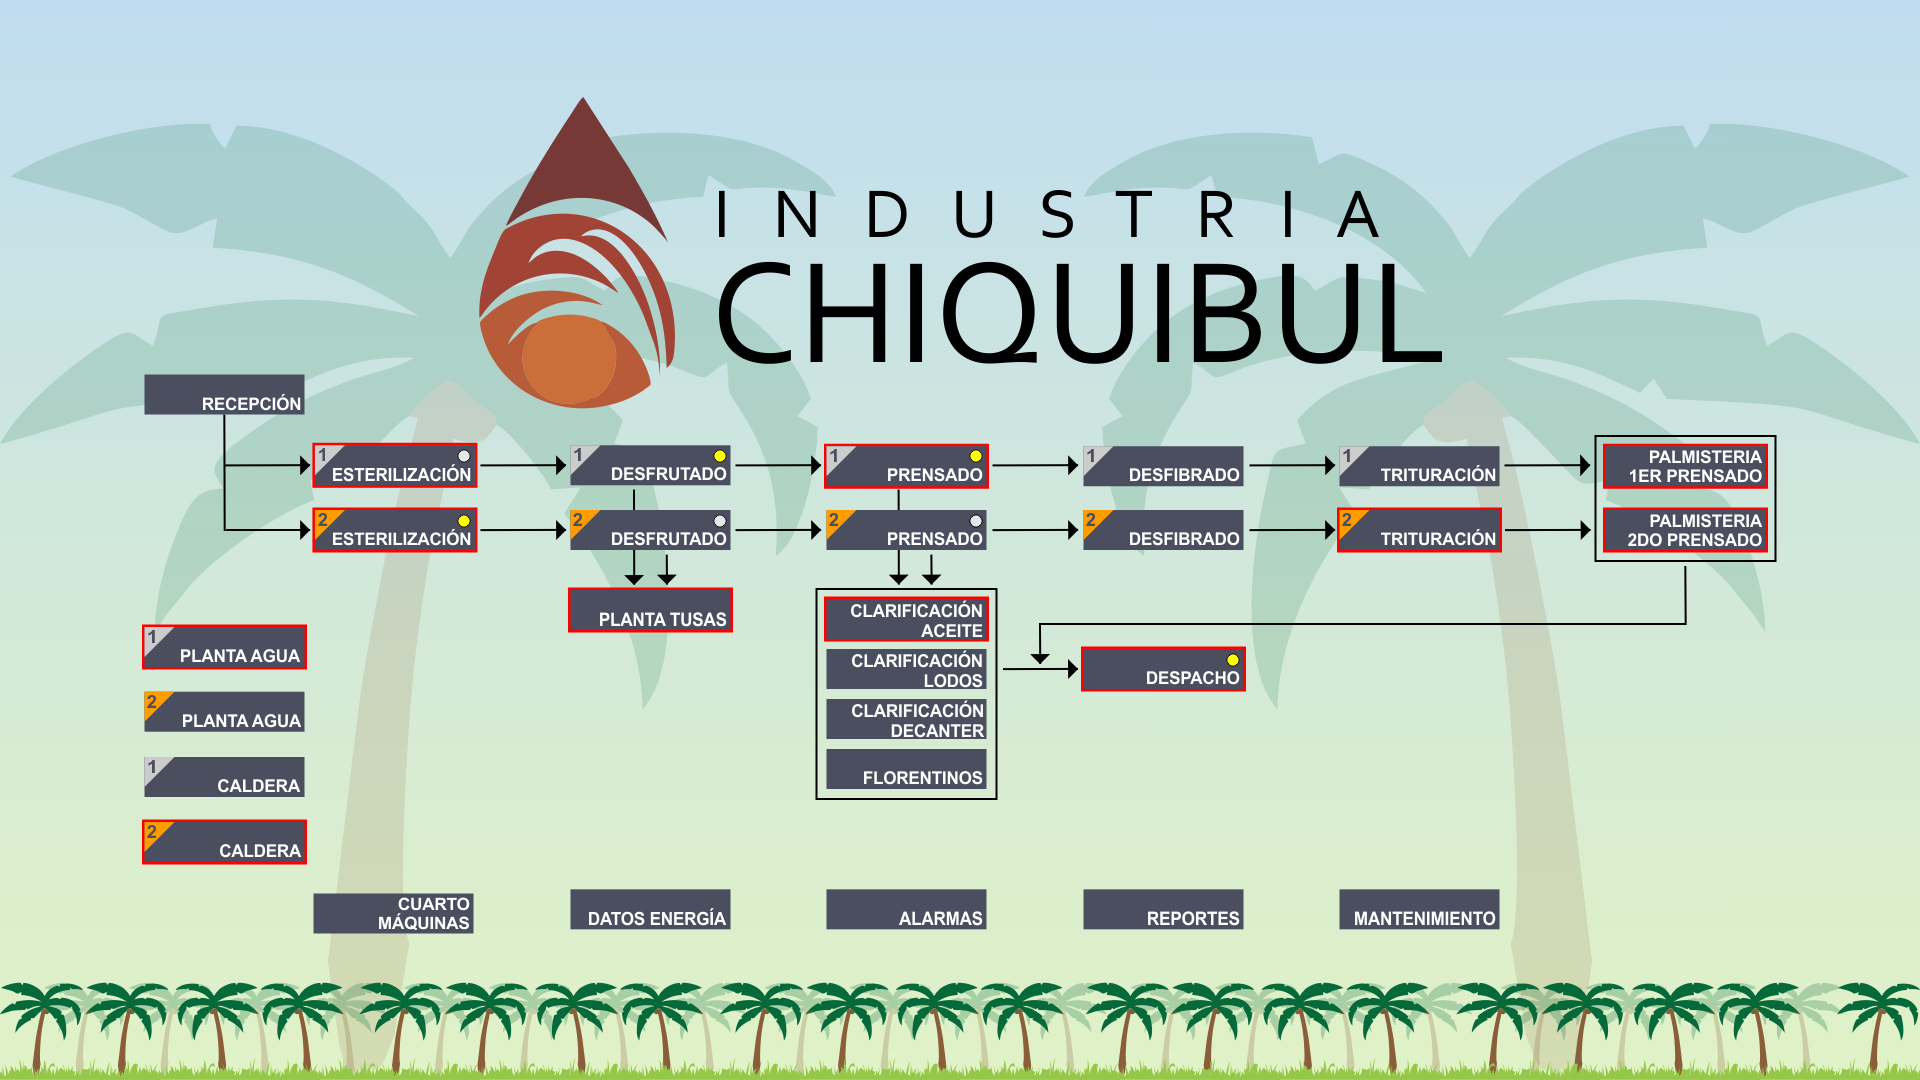 INDUSTRIA
CHIQUIBUL
RECEPCIÓN
1
ESTERILIZACIÓN
1
DESFRUTADO
1
PRENSADO
1
DESFIBRADO
1
TRITURACIÓN
PALMISTERIA
1ER PRENSADO
2
ESTERILIZACIÓN
2
DESFRUTADO
2
PRENSADO
2
DESFIBRADO
2
TRITURACIÓN
PALMISTERIA
2DO PRENSADO
PLANTA TUSAS
CLARIFICACIÓN
ACEITE
CLARIFICACIÓN
LODOS
CLARIFICACIÓN
DECANTER
FLORENTINOS
DESPACHO
1
PLANTA AGUA
2
PLANTA AGUA
1
CALDERA
2
CALDERA
CUARTO
MÁQUINAS
DATOS ENERGÍA
ALARMAS
REPORTES
MANTENIMIENTO